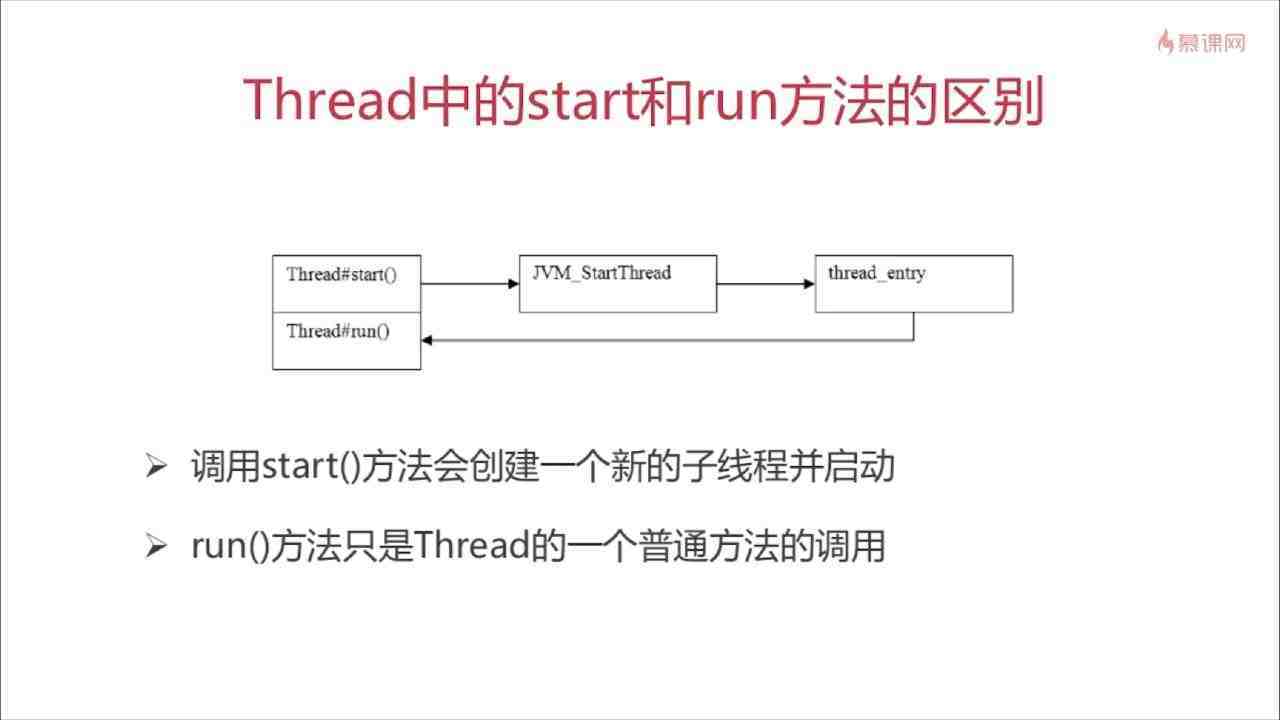 慕课网
Thread中的start和run方法的区别
Thread#start()
JVM_StartThread
thread_entry
Thread#run()
调用start()方法会创建一个新的子线程并启动
run()方法只是Thread的一个普通方法的调用